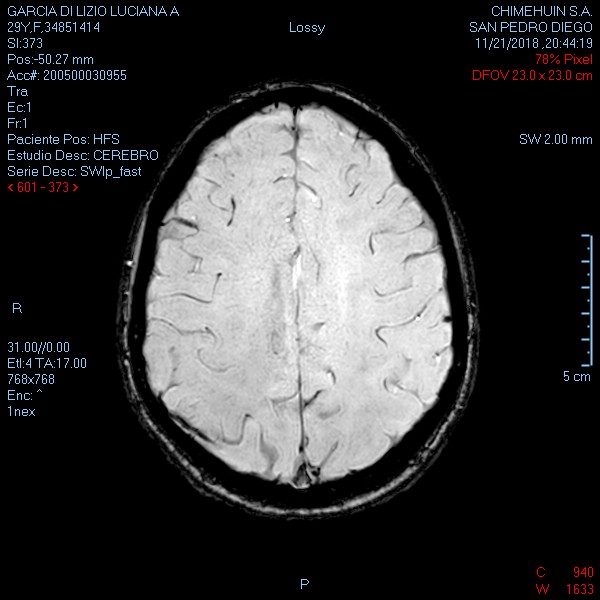 GARCIA DI LIZIO LUCIANA A
29Y,F,34851414
Sl:373
Pos:-50.27 mm
Acc#: 200500030955
Tra
Ec:1
Fr:1
Paciente Pos: HFS
Estudio Desc: CEREBRO
Serie Desc: SWIp_fast
< 601 - 373 >
Lossy
CHIMEHUIN S.A.
SAN PEDRO DIEGO
11/21/2018 ,20:44:19
78% Pixel
DFOV 23.0 x 23.0 cm
SW 2.00 mm
R
31.00//0.00
Etl:4 TA:17.00
768x768
Enc: ^
1nex
5 cm
P
C 940
W 1633